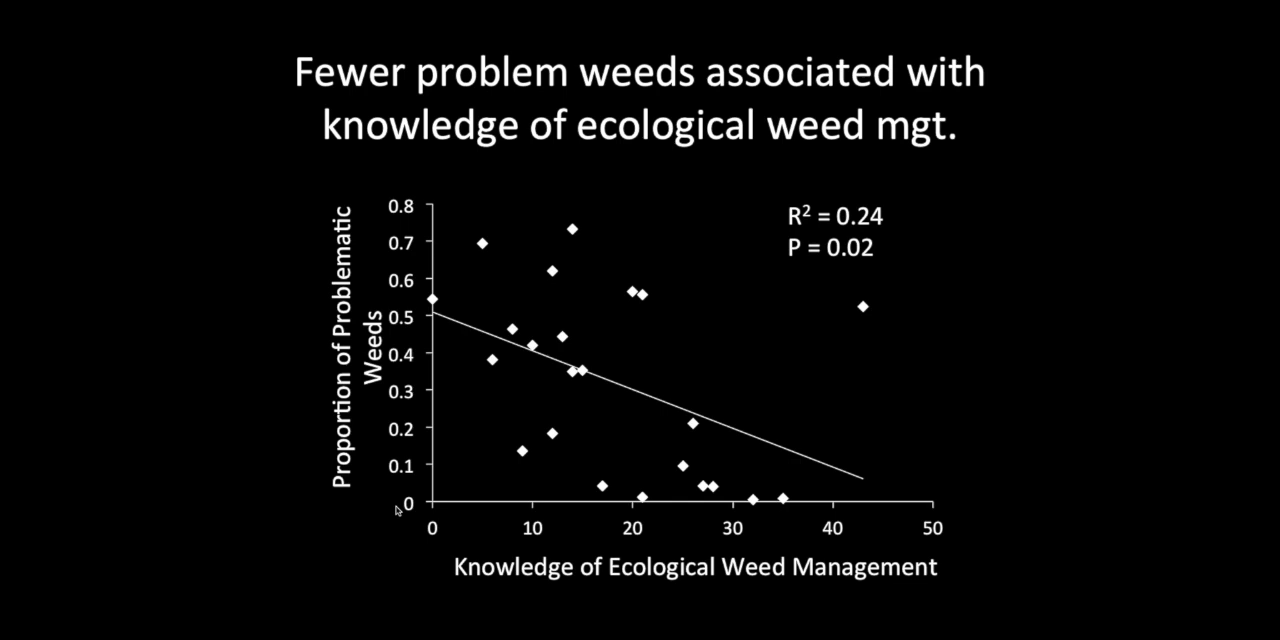 Fewer problem weeds associated with
knowledge of ecological weed mgt.
R² = 0.24
P = 0.02
Proportion of Problematic
Weeds
0.8
0.7
0.6
0.5
0.4
0.3
0.2
0.1
0
0 10 20 30 40 50
Knowledge of Ecological Weed Management